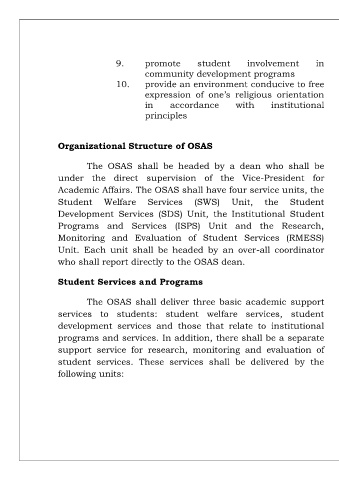 9. promote student involvement in
community development programs
10. provide an environment conducive to free
expression of one's religious orientation
in accordance with institutional
principles
Organizational Structure of OSAS
The OSAS shall be headed by a dean who shall be
under the direct supervision of the Vice-President for
Academic Affairs. The OSAS shall have four service units, the
Student Welfare Services (SWS) Unit, the Student
Development Services (SDS) Unit, the Institutional Student
Programs and Services (ISPS) Unit and the Research,
Monitoring and Evaluation of Student Services (RMESS)
Unit. Each unit shall be headed by an over-all coordinator
who shall report directly to the OSAS dean.
Student Services and Programs
The OSAS shall deliver three basic academic support
services to students: student welfare services, student
development services and those that relate to institutional
programs and services. In addition, there shall be a separate
support service for research, monitoring and evaluation of
student services. These services shall be delivered by the
following units: